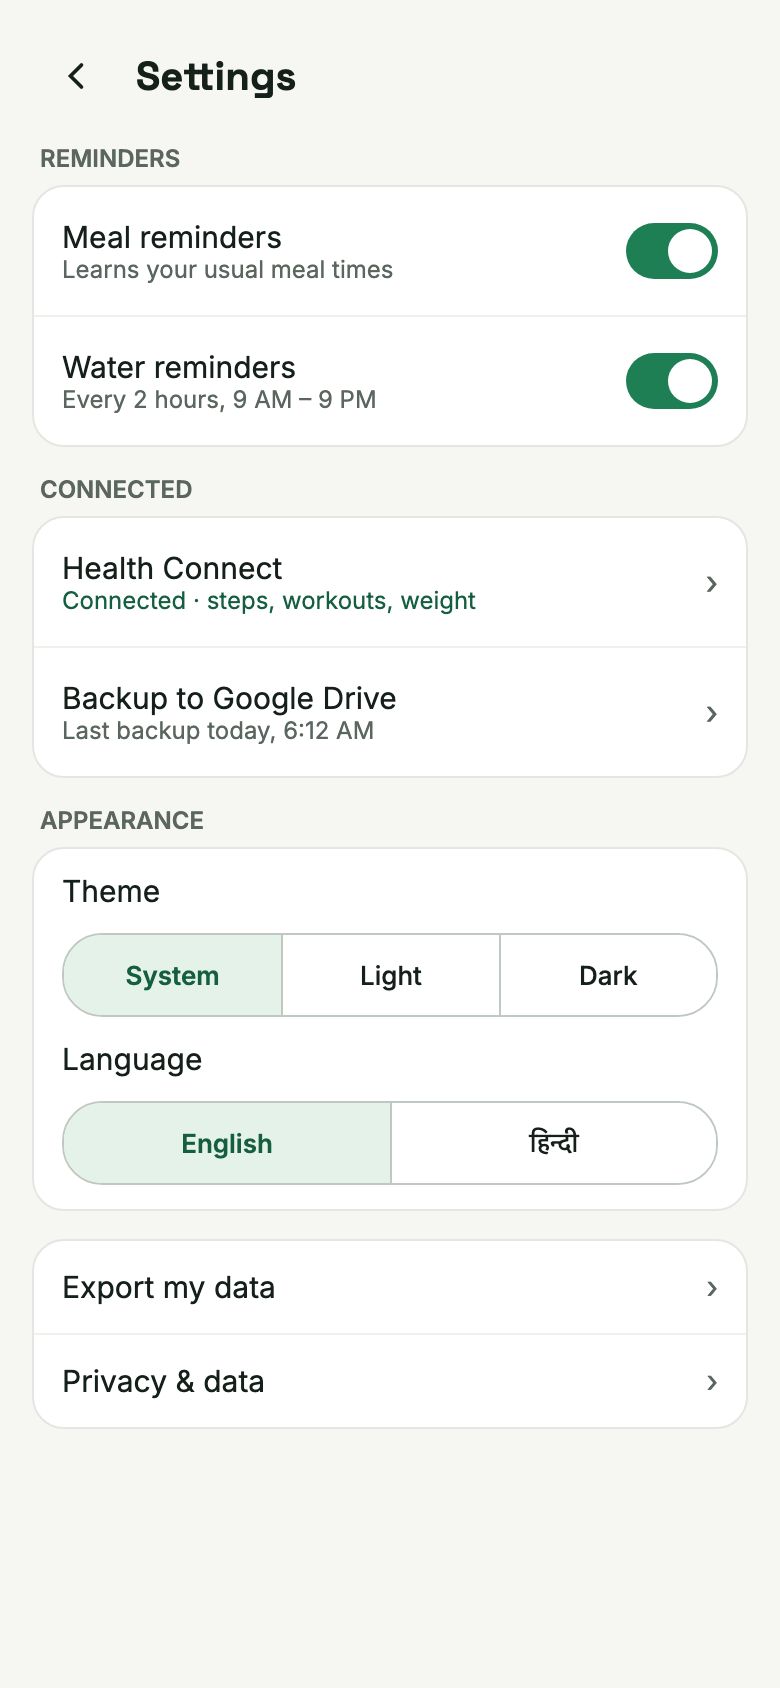 Settings
REMINDERS
Meal reminders
Learns your usual meal times
Water reminders
Every 2 hours, 9 AM – 9 PM
CONNECTED
Health Connect
Connected · steps, workouts, weight
Backup to Google Drive
Last backup today, 6:12 AM
APPEARANCE
Theme
System Light Dark
Language
English हिन्दी
Export my data
Privacy & data